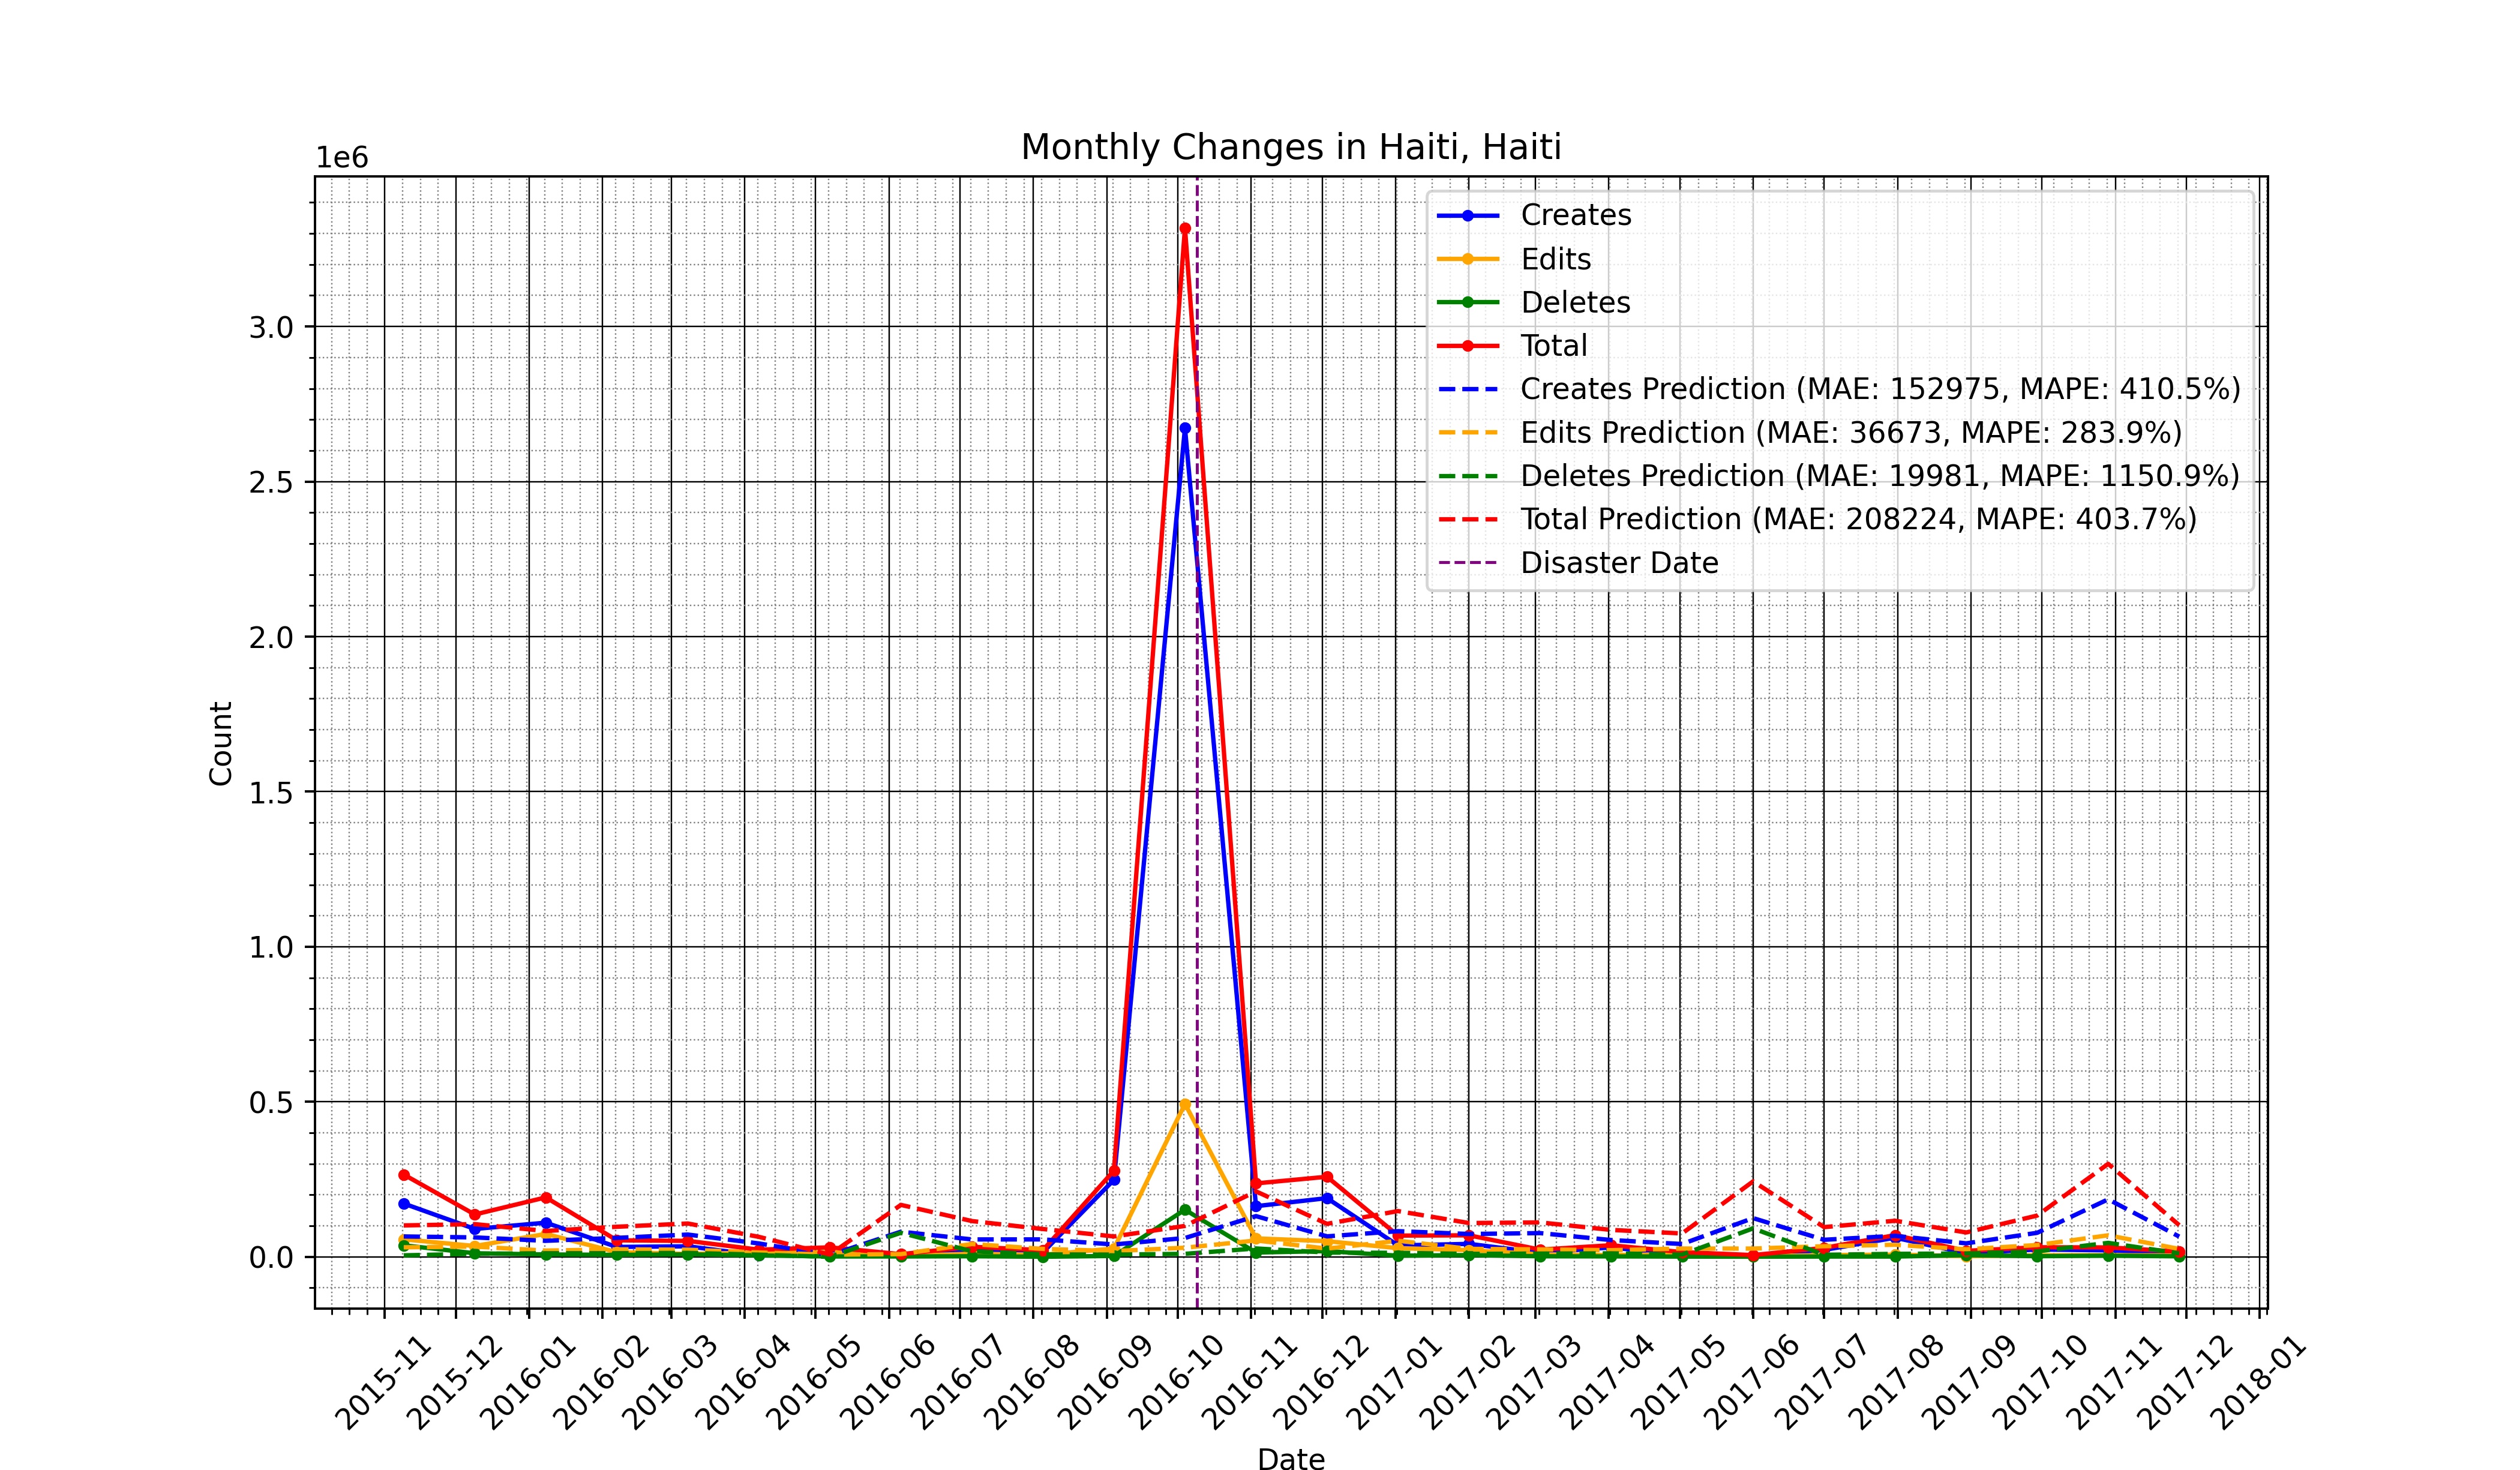 Monthly Changes in Haiti, Haiti
1e6
Creates
Edits
Deletes
Total
Creates Prediction (MAE: 152975, MAPE: 410.5%)
Edits Prediction (MAE: 36673, MAPE: 283.9%)
Deletes Prediction (MAE: 19981, MAPE: 1150.9%)
Total Prediction (MAE: 208224, MAPE: 403.7%)
Disaster Date
3.0
2.5
2.0
1.5
1.0
0.5
0.0
Count
2015-11
2015-12
2016-01
2016-02
2016-03
2016-04
2016-05
2016-06
2016-07
2016-08
2016-09
2016-10
2016-11
2016-12
2017-01
2017-02
2017-03
2017-04
2017-05
2017-06
2017-07
2017-08
2017-09
2017-10
2017-11
2017-12
2018-01
Date